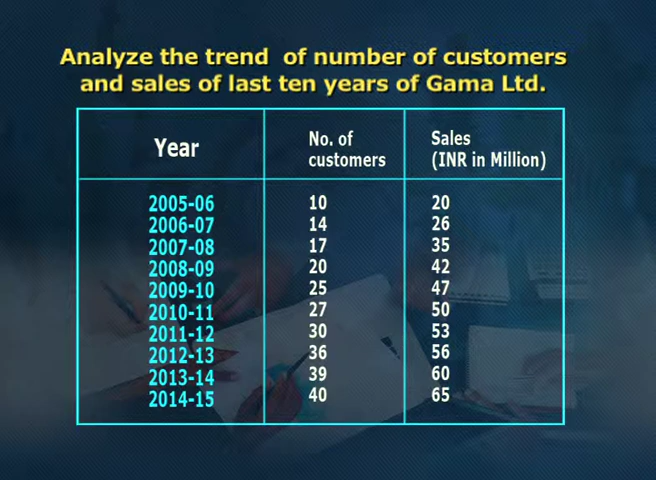 Analyze the trend  of number of customers
and sales of last ten years of Gama Ltd.
Year No. of customers Sales (INR in Million)
2005-06 10 20
2006-07 14 26
2007-08 17 35
2008-09 20 42
2009-10 25 47
2010-11 27 50
2011-12 30 53
2012-13 36 56
2013-14 39 60
2014-15 40 65